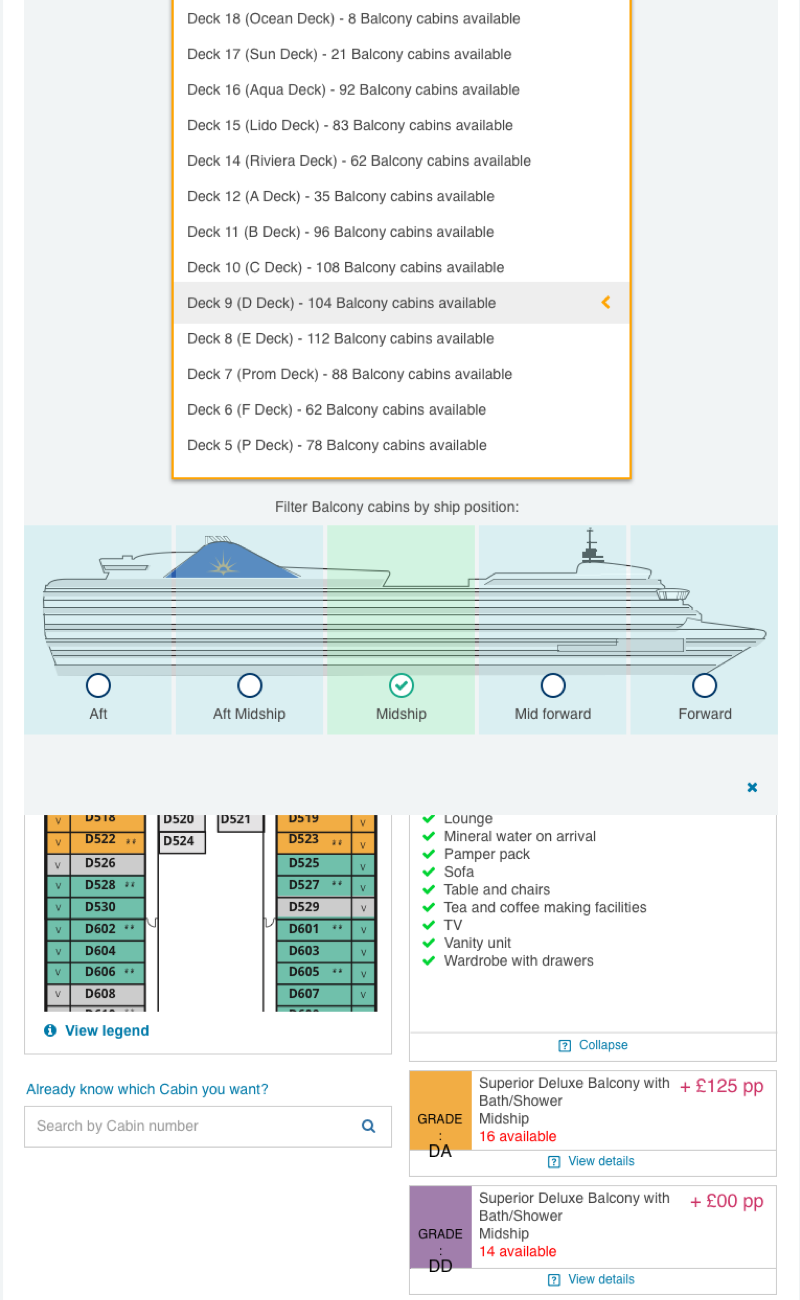 Deck 18 (Ocean Deck) - 8 Balcony cabins available
Deck 17 (Sun Deck) - 21 Balcony cabins available
Deck 16 (Aqua Deck) - 92 Balcony cabins available
Deck 15 (Lido Deck) - 83 Balcony cabins available
Deck 14 (Riviera Deck) - 62 Balcony cabins available
Deck 12 (A Deck) - 35 Balcony cabins available
Deck 11 (B Deck) - 96 Balcony cabins available
Deck 10 (C Deck) - 108 Balcony cabins available
Deck 9 (D Deck) - 104 Balcony cabins available
Deck 8 (E Deck) - 112 Balcony cabins available
Deck 7 (Prom Deck) - 88 Balcony cabins available
Deck 6 (F Deck) - 62 Balcony cabins available
Deck 5 (P Deck) - 78 Balcony cabins available
Filter Balcony cabins by ship position:
Aft
Aft Midship
Midship
Mid forward
Forward
V D518 D520 D521 D519 V
V D522 D524 D523 V
V D526 D525 V
V D528 D527 V
V D530 D529 V
V D602 D601 V
V D604 D603 V
V D606 D605 V
V D608 D607 V
View legend
Already know which Cabin you want?
Search by Cabin number
Lounge
Mineral water on arrival
Pamper pack
Sofa
Table and chairs
Tea and coffee making facilities
TV
Vanity unit
Wardrobe with drawers
Collapse
GRADE
:
DA
Superior Deluxe Balcony with
Bath/Shower
Midship
16 available
+ £125 pp
View details
GRADE
:
DD
Superior Deluxe Balcony with
Bath/Shower
Midship
14 available
+ £00 pp
View details